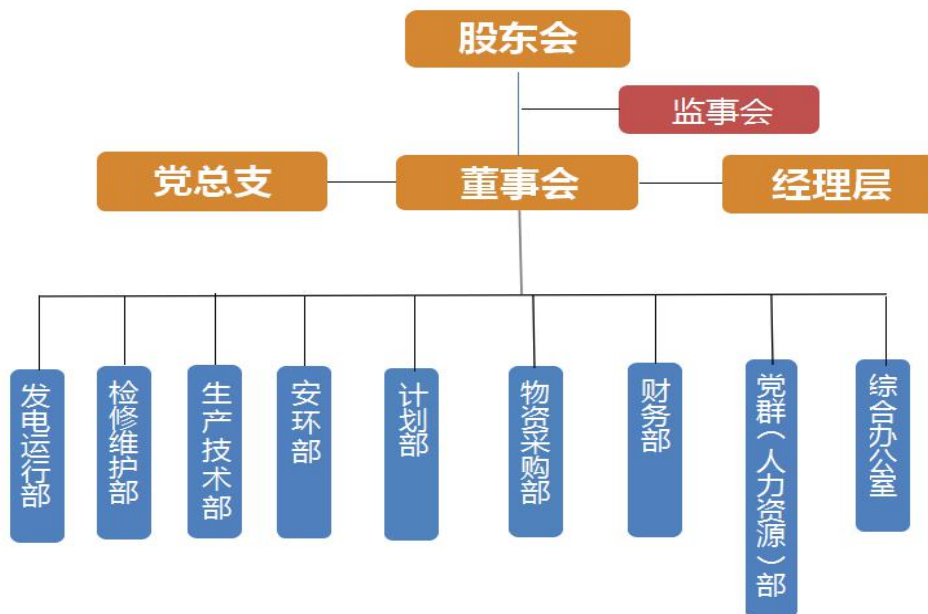 股东会
监事会
党总支
董事会
经理层
发电运行部
检修维护部
生产技术部
安环部
计划部
物资采购部
财务部
党群（人力资源）部
综合办公室